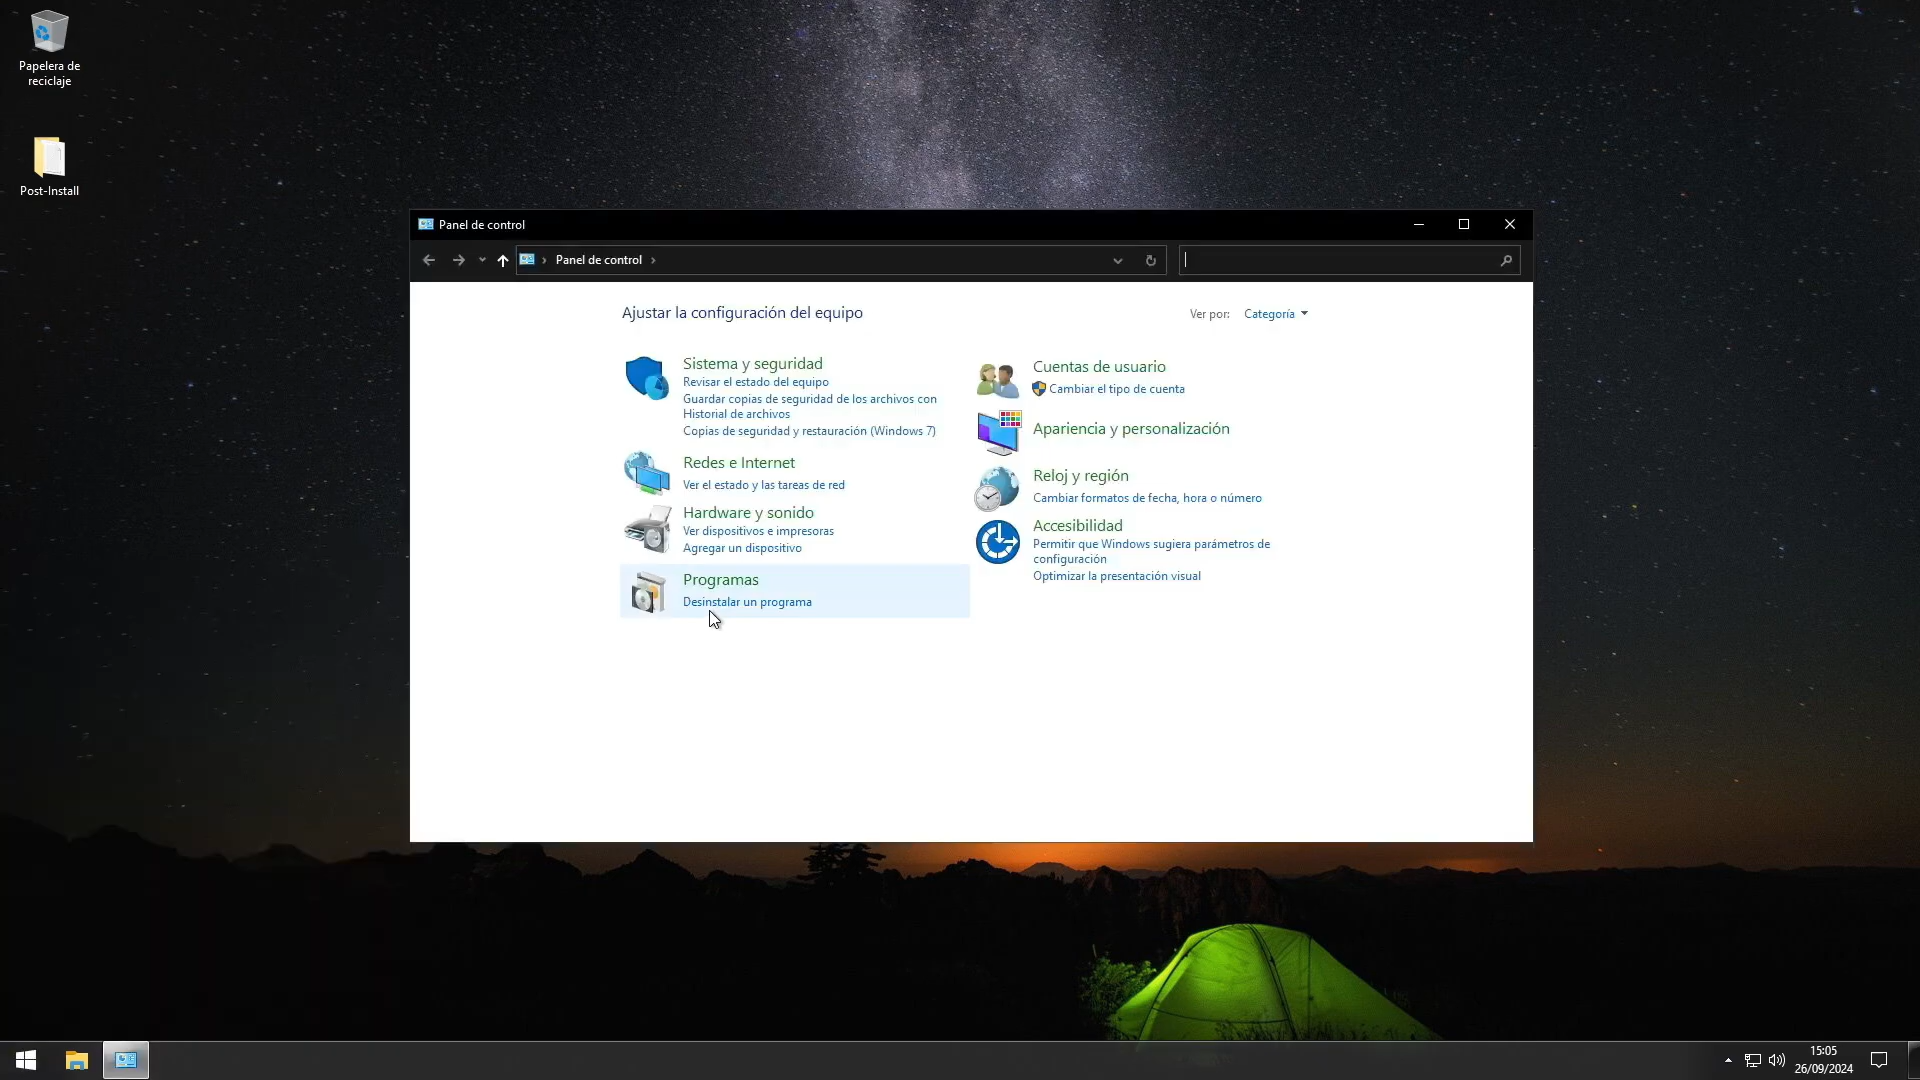 Papelera de
reciclaje
Post-Install
Panel de control
Panel de control
Ajustar la configuración del equipo
Ver por: Categoría
Sistema y seguridad
Revisar el estado del equipo
Guardar copias de seguridad de los archivos con
Historial de archivos
Copias de seguridad y restauración (Windows 7)
Redes e Internet
Ver el estado y las tareas de red
Hardware y sonido
Ver dispositivos e impresoras
Agregar un dispositivo
Programas
Desinstalar un programa
Cuentas de usuario
Cambiar el tipo de cuenta
Apariencia y personalización
Reloj y región
Cambiar formatos de fecha, hora o número
Accesibilidad
Permitir que Windows sugiera parámetros de
configuración
Optimizar la presentación visual
15:05
26/09/2024